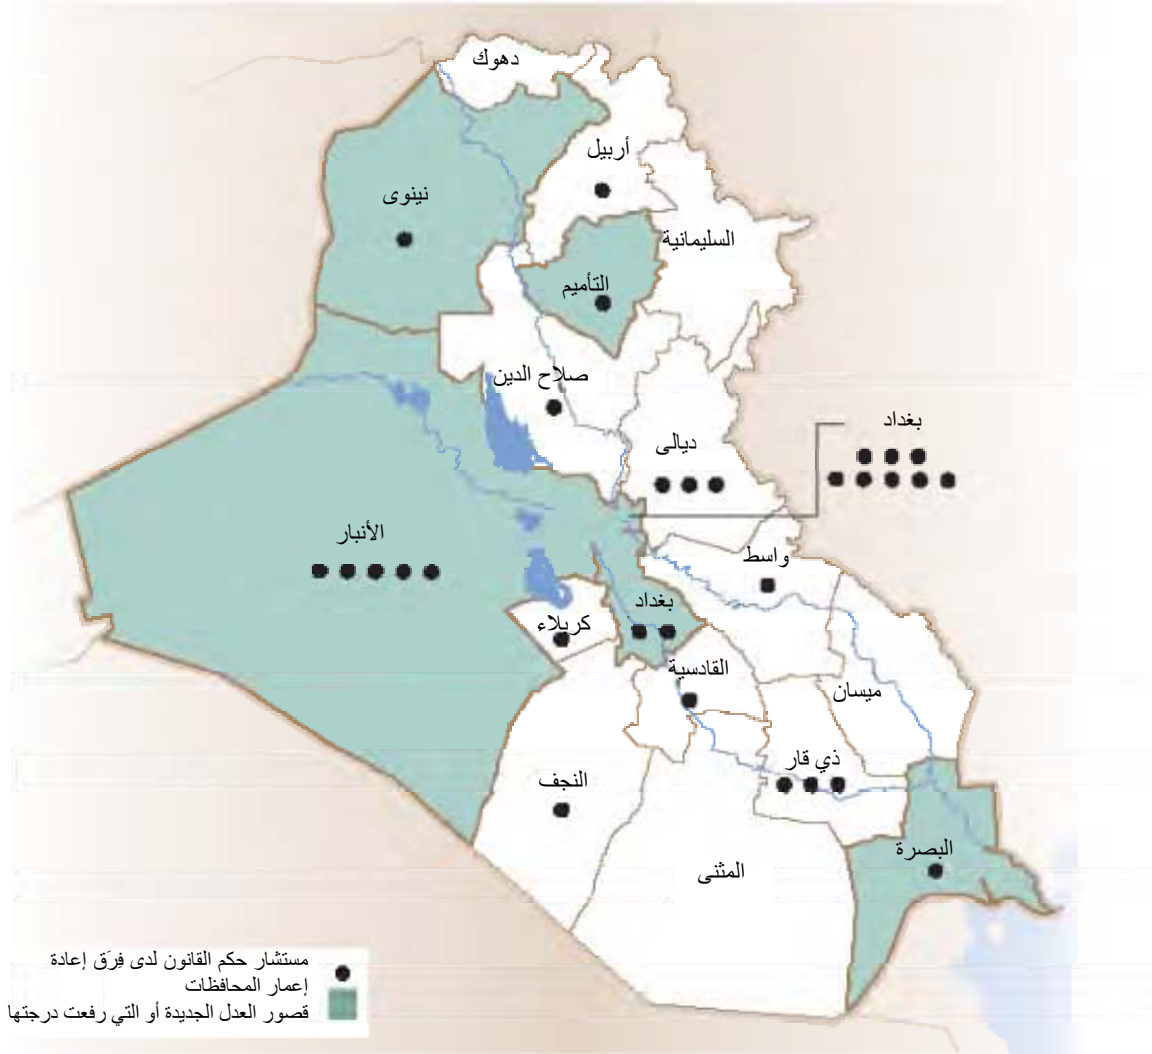 دهوك
أربيل
نينوى
السليمانية
التأميم
صلاح الدين
بغداد
ديالى
الأنبار
واسط
بغداد
كربلاء
القادسية
ميسان
ذي قار
النجف
البصرة
المثنى
مستشار حكم القانون لدى فِرَق إعادة
إعمار المحافظات
قصور العدل الجديدة أو التي رفعت درجتها